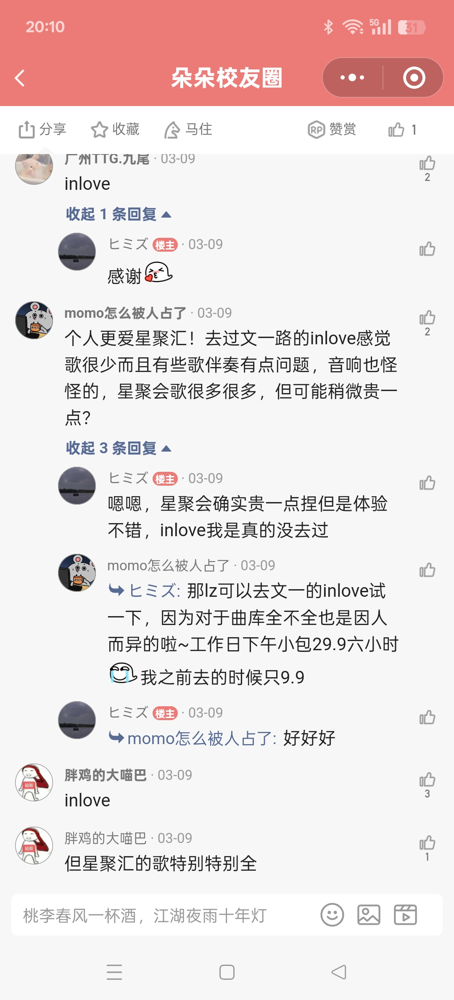 20:10
5G
31
朵朵校友圈
分享
收藏
马住
RP
赞赏
1
广州TTG.九尾 · 03-09
inlove
2
收起 1 条回复
ヒミズ 楼主 · 03-09
感谢
momo怎么被人占了 · 03-09
个人更爱星聚汇！去过文一路的inlove感觉
歌很少而且有些歌伴奏有点问题，音响也怪
怪的，星聚会歌很多很多，但可能稍微贵一
点？
2
收起 3 条回复
ヒミズ 楼主 · 03-09
嗯嗯，星聚会确实贵一点捏但是体验
不错，inlove我是真的没去过
momo怎么被人占了 · 03-09
ヒミズ: 那lz可以去文一的inlove试
一下，因为对于曲库全不全也是因人
而异的啦~工作日下午小包29.9六小时
我之前去的时候只9.9
ヒミズ 楼主 · 03-09
momo怎么被人占了: 好好好
站街
胖鸡的大喵巴 · 03-09
inlove
3
站街
胖鸡的大喵巴 · 03-09
但星聚汇的歌特别特别全
1
桃李春风一杯酒，江湖夜雨十年灯